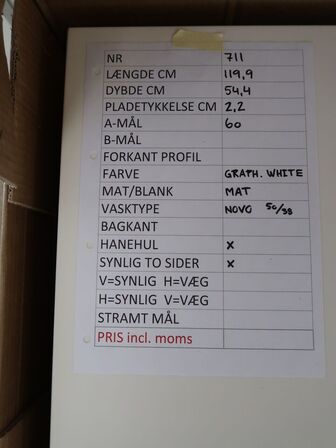 NR 711
LÆNGDE CM 119,9
DYBDE CM 54,4
PLADETYKKELSE CM 2,2
A-MÅL 60
B-MÅL
FORKANT PROFIL
FARVE GRAPH. WHITE
MAT/BLANK MAT
VASKTYPE NOVO 50/38
BAGKANT
HANEHUL X
SYNLIG TO SIDER X
V=SYNLIG H=VÆG
H=SYNLIG V=VÆG
STRAMT MÅL
PRIS incl. moms